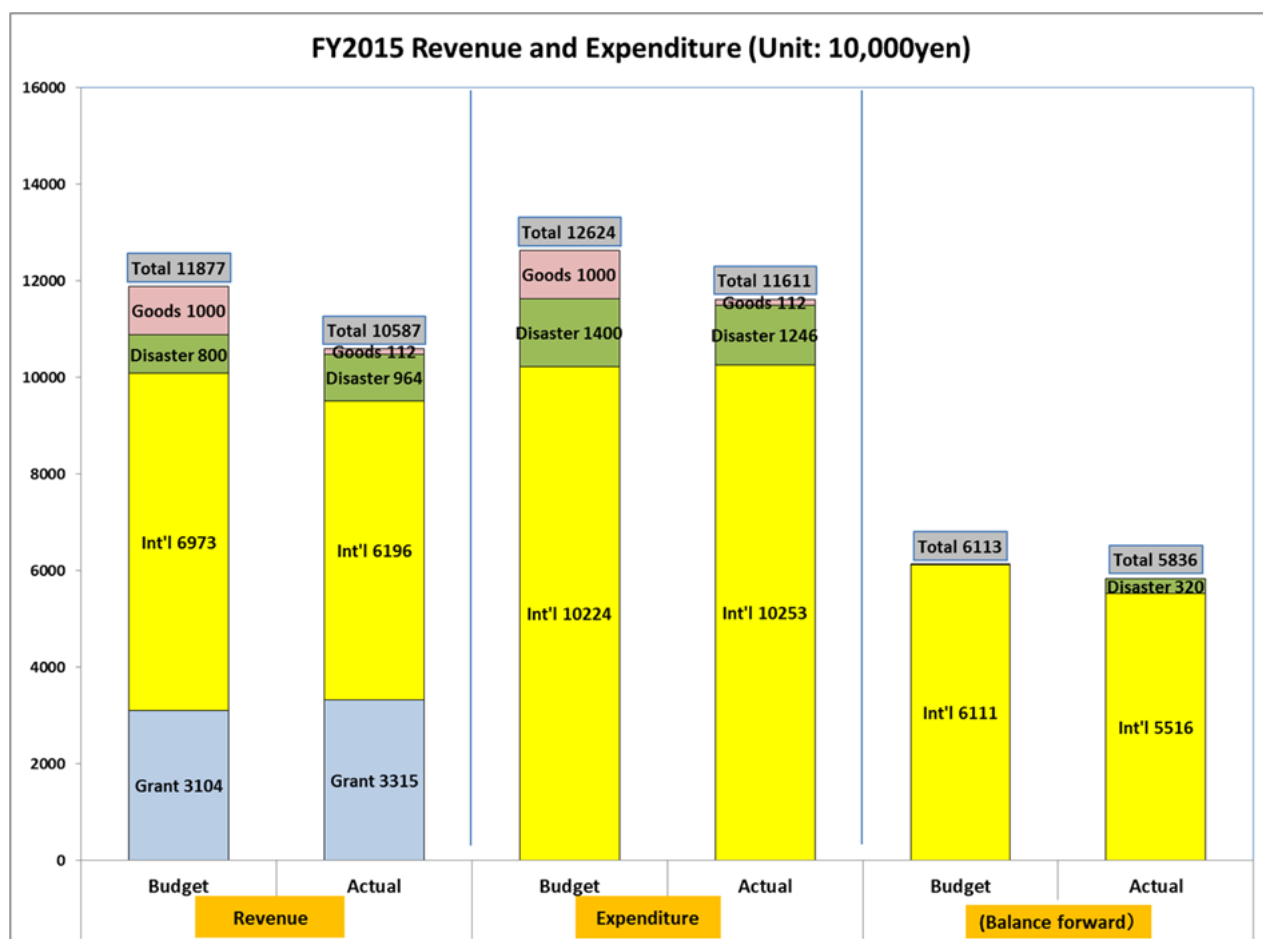 FY2015 Revenue and Expenditure (Unit: 10,000yen)
16000
14000
12000
10000
8000
6000
4000
2000
0
Total 11877
Goods 1000
Disaster 800
Int'l 6973
Grant 3104
Total 10587
Goods 112
Disaster 964
Int'l 6196
Grant 3315
Total 12624
Goods 1000
Disaster 1400
Int'l 10224
Total 11611
Goods 112
Disaster 1246
Int'l 10253
Total 6113
Int'l 6111
Total 5836
Disaster 320
Int'l 5516
Budget
Actual
Budget
Actual
Budget
Actual
Revenue
Expenditure
(Balance forward）